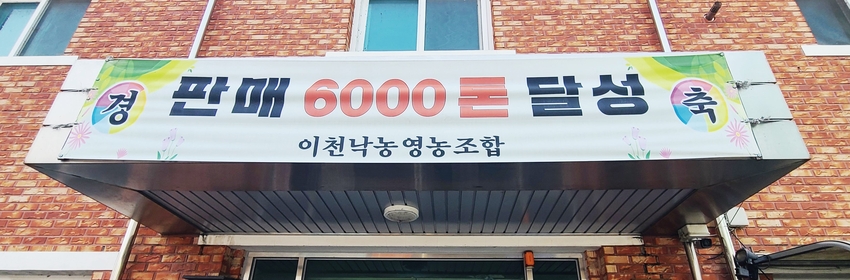 경 판매 6000톤 달성 축
이천낙농영농조합